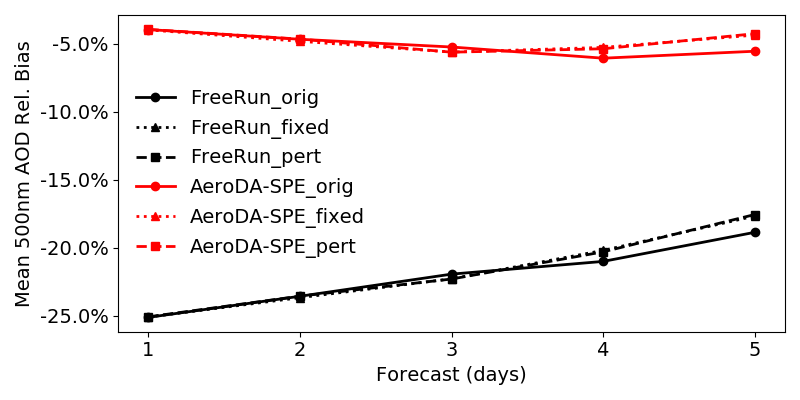 Mean 500nm AOD Rel. Bias
-5.0%
-10.0%
-15.0%
-20.0%
-25.0%
FreeRun_orig
FreeRun_fixed
FreeRun_pert
AeroDA-SPE_orig
AeroDA-SPE_fixed
AeroDA-SPE_pert
1 2 3 4 5
Forecast (days)